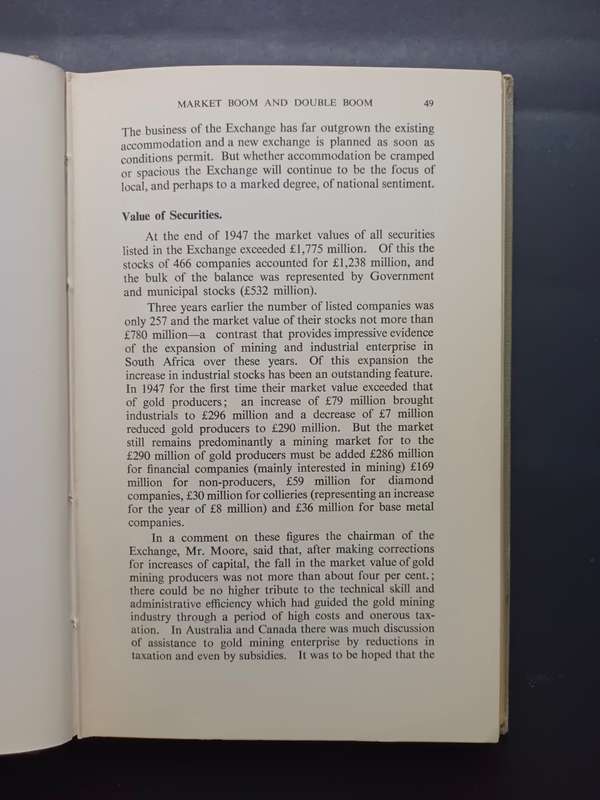 MARKET BOOM AND DOUBLE BOOM 49
The business of the Exchange has far outgrown the existing
accommodation and a new exchange is planned as soon as
conditions permit. But whether accommodation be cramped
or spacious the Exchange will continue to be the focus of
local, and perhaps to a marked degree, of national sentiment.
Value of Securities.
At the end of 1947 the market values of all securities
listed in the Exchange exceeded £1,775 million. Of this the
stocks of 466 companies accounted for £1,238 million, and
the bulk of the balance was represented by Government
and municipal stocks (£532 million).
Three years earlier the number of listed companies was
only 257 and the market value of their stocks not more than
£780 million—a contrast that provides impressive evidence
of the expansion of mining and industrial enterprise in
South Africa over these years. Of this expansion the
increase in industrial stocks has been an outstanding feature.
In 1947 for the first time their market value exceeded that
of gold producers; an increase of £79 million brought
industrials to £296 million and a decrease of £7 million
reduced gold producers to £290 million. But the market
still remains predominantly a mining market for to the
£290 million of gold producers must be added £286 million
for financial companies (mainly interested in mining) £169
million for non-producers, £59 million for diamond
companies, £30 million for collieries (representing an increase
for the year of £8 million) and £36 million for base metal
companies.
In a comment on these figures the chairman of the
Exchange, Mr. Moore, said that, after making corrections
for increases of capital, the fall in the market value of gold
mining producers was not more than about four per cent.;
there could be no higher tribute to the technical skill and
administrative efficiency which had guided the gold mining
industry through a period of high costs and onerous tax-
ation. In Australia and Canada there was much discussion
of assistance to gold mining enterprise by reductions in
taxation and even by subsidies. It was to be hoped that the